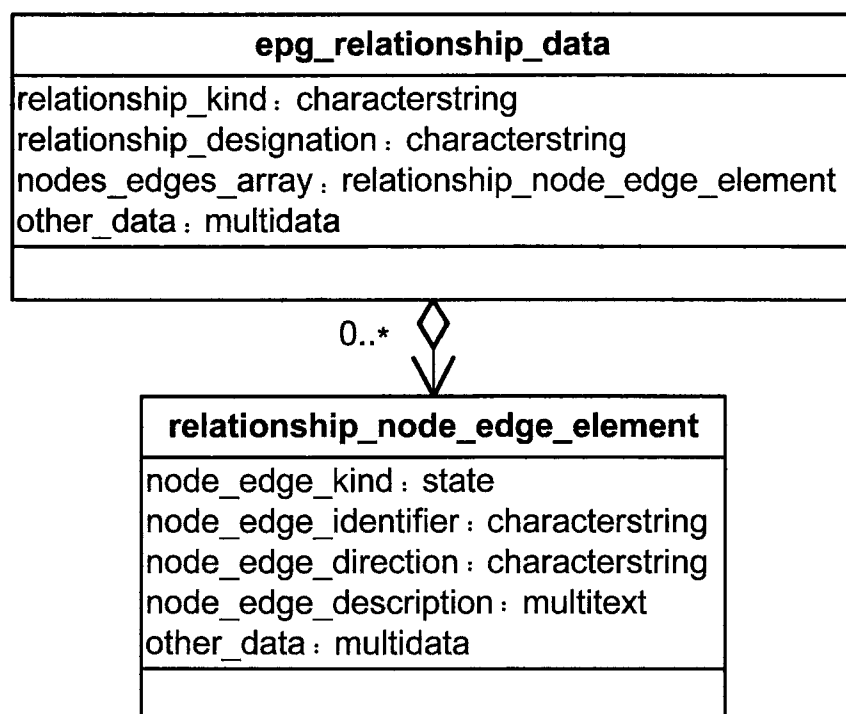 epg_relationship_data
relationship_kind : characterstring
relationship_designation : characterstring
nodes_edges_array : relationship_node_edge_element
other_data : multidata
0..*
relationship_node_edge_element
node_edge_kind : state
node_edge_identifier : characterstring
node_edge_direction : characterstring
node_edge_description : multitext
other_data : multidata